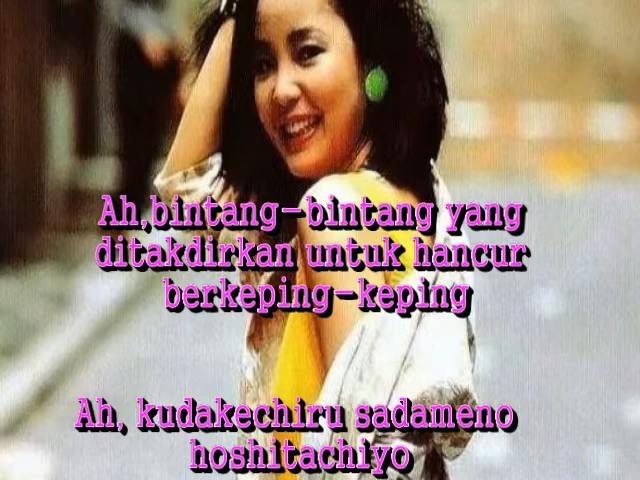 Ah,bintang-bintang yang
ditakdirkan untuk hancur
berkeping-keping
Ah, kudakechiru sadameno
hoshitachiyo